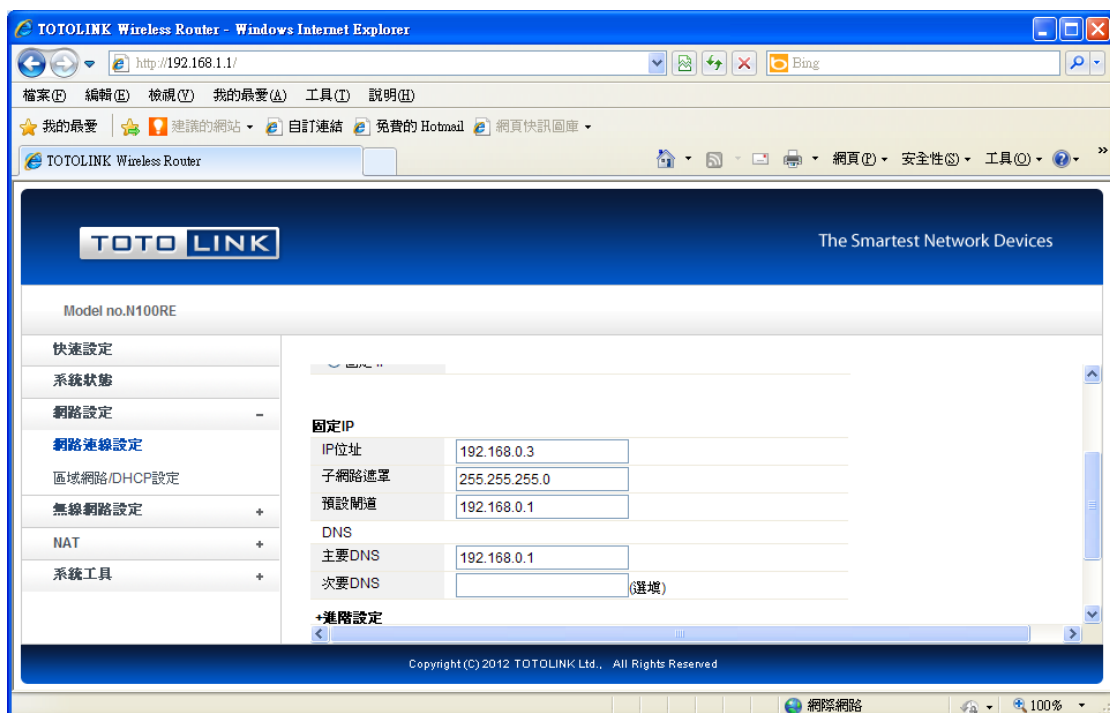 TOTOLINK Wireless Router - Windows Internet Explorer
http://192.168.1.1/ Bing
檔案(F) 編輯(E) 檢視(V) 我的最愛(A) 工具(T) 說明(H)
我的最愛 建議的網站 自訂連結 免費的 Hotmail 網頁快訊圖庫
TOTOLINK Wireless Router 網頁(P) 安全性(S) 工具(O) »
TOTO LINK The Smartest Network Devices
Model no.N100RE
快速設定
系統狀態
網路設定 -
網路連線設定
區域網路/DHCP設定
無線網路設定 +
NAT +
系統工具 +
固定IP
IP位址 192.168.0.3
子網路遮罩 255.255.255.0
預設閘道 192.168.0.1
DNS
主要DNS 192.168.0.1
次要DNS (選填)
+進階設定
Copyright (C) 2012 TOTOLINK Ltd., All Rights Reserved
網際網路 100%